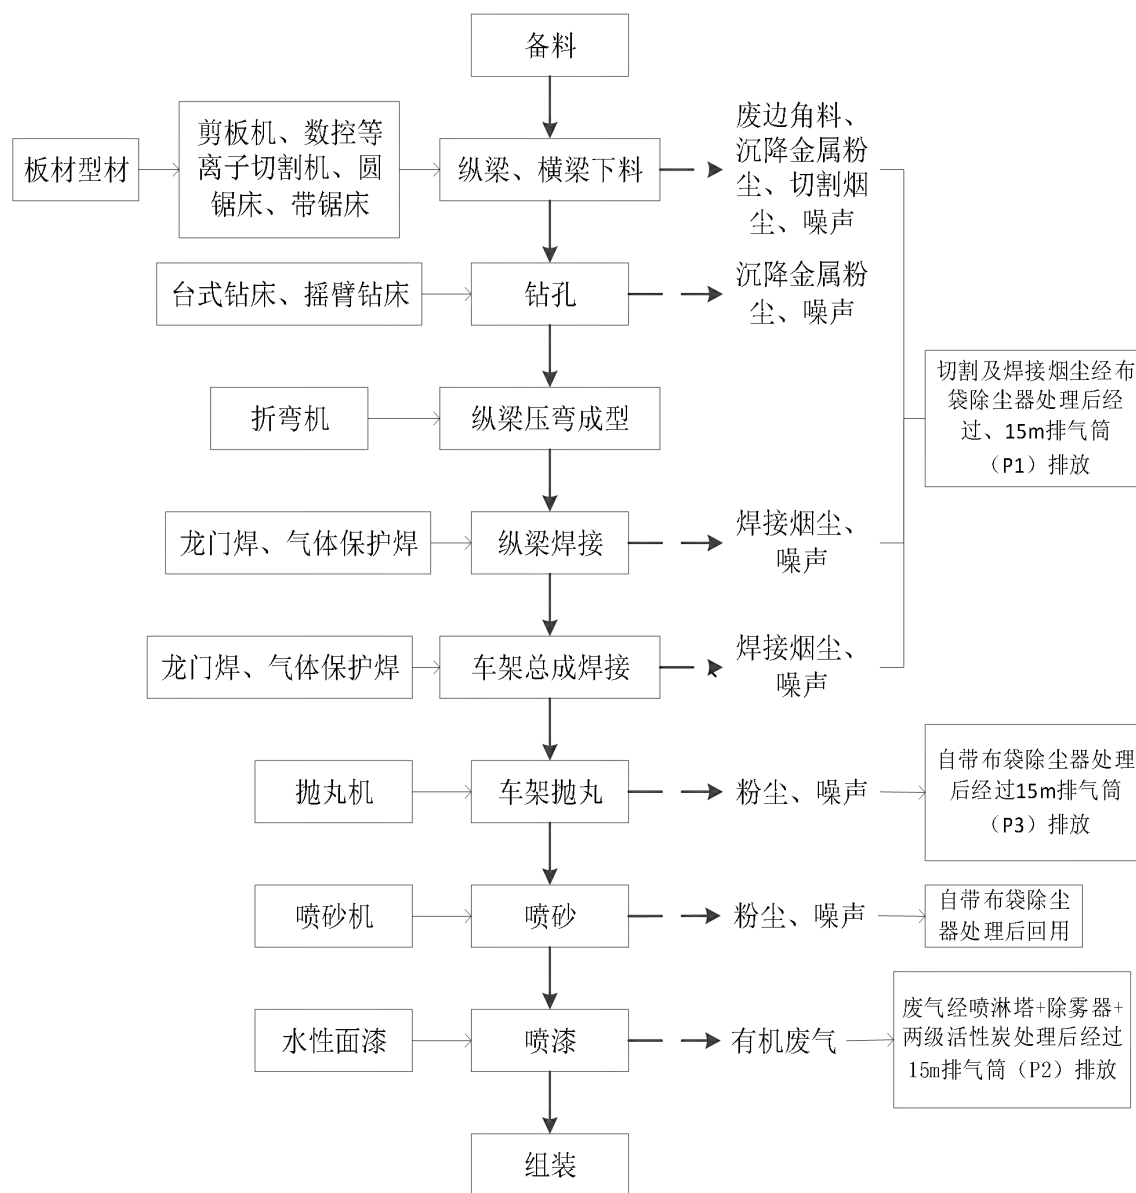 备料
板材型材
剪板机、数控等
离子切割机、圆
锯床、带锯床
纵梁、横梁下料
废边角料、
沉降金属粉
尘、切割烟
尘、噪声
台式钻床、摇臂钻床
钻孔
沉降金属粉
尘、噪声
切割及焊接烟尘经布
袋除尘器处理后经
过、15m排气筒
（P1）排放
折弯机
纵梁压弯成型
龙门焊、气体保护焊
纵梁焊接
焊接烟尘、
噪声
龙门焊、气体保护焊
车架总成焊接
焊接烟尘、
噪声
抛丸机
车架抛丸
粉尘、噪声
自带布袋除尘器处理
后经过15m排气筒
（P3）排放
喷砂机
喷砂
粉尘、噪声
自带布袋除尘
器处理后回用
水性面漆
喷漆
有机废气
废气经喷淋塔+除雾器+
两级活性炭处理后经过
15m排气筒（P2）排放
组装